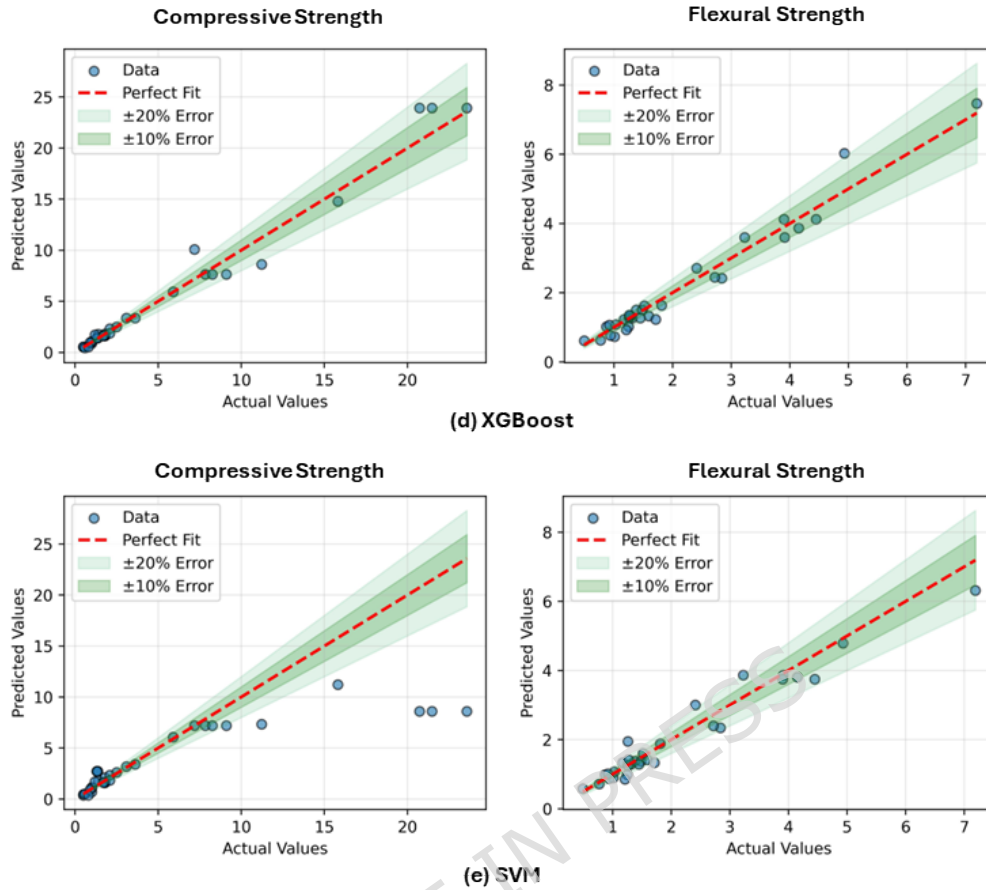 Compressive Strength
Flexural Strength
Data
Perfect Fit
±20% Error
±10% Error
Predicted Values
25
20
15
10
5
0
0 5 10 15 20
Actual Values
Data
Perfect Fit
±20% Error
±10% Error
Predicted Values
8
6
4
2
0
1 2 3 4 5 6 7
Actual Values
(d) XGBoost
Compressive Strength
Flexural Strength
Data
Perfect Fit
±20% Error
±10% Error
Predicted Values
25
20
15
10
5
0
0 5 10 15 20
Actual Values
Data
Perfect Fit
±20% Error
±10% Error
Predicted Values
8
6
4
2
0
1 2 3 4 5 6 7
Actual Values
(e) SVM
IN PRESS